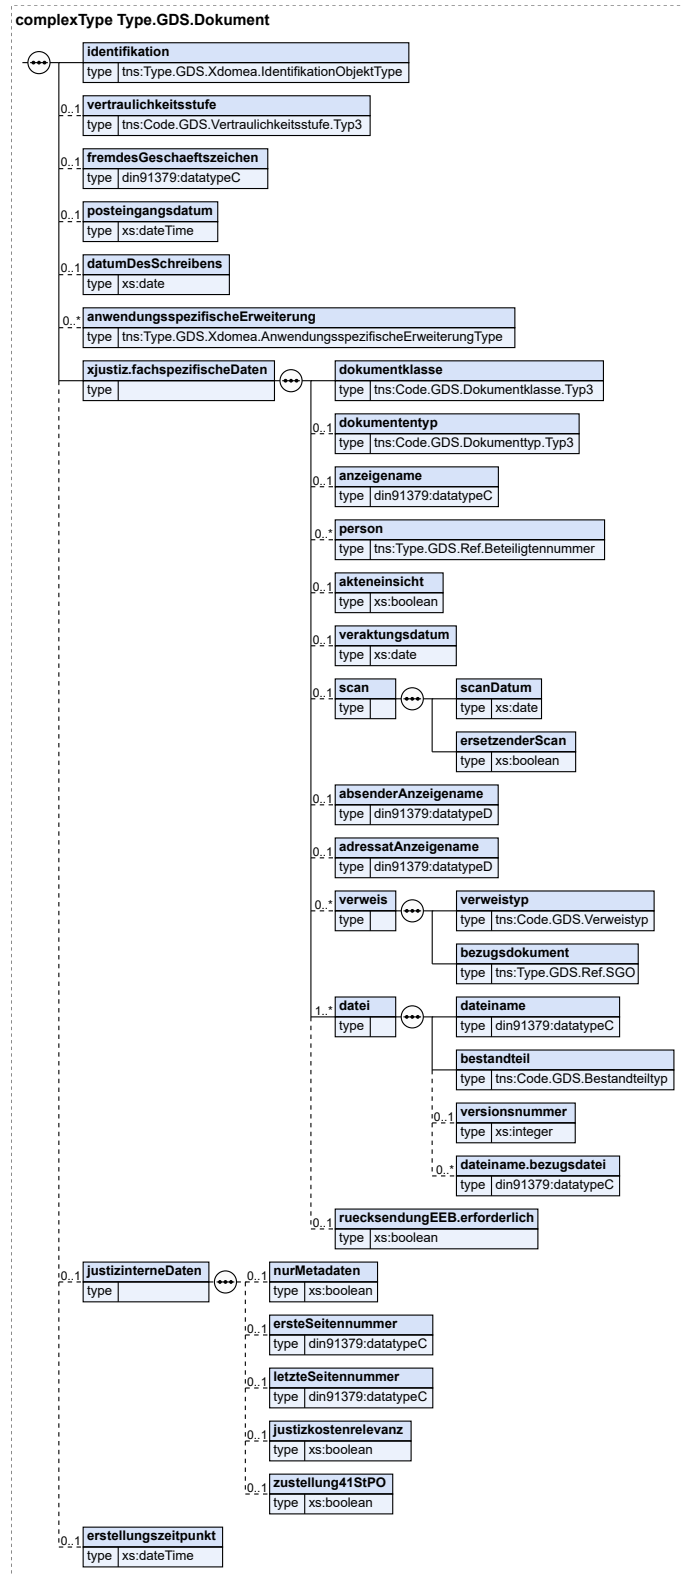 complexType Type.GDS.Dokument
identifikation
type tns:Type.GDS.Xdomea.IdentifikationObjektType
0..1 vertraulichkeitsstufe
type tns:Code.GDS.Vertraulichkeitsstufe.Typ3
0..1 fremdesGeschaeftszeichen
type din91379:datatypeC
0..1 posteingangsdatum
type xs:dateTime
0..1 datumDesSchreibens
type xs:date
0..* anwendungsspezifischeErweiterung
type tns:Type.GDS.Xdomea.AnwendungsspezifischeErweiterungType
xjustiz.fachspezifischeDaten
type
dokumentklasse
type tns:Code.GDS.Dokumentklasse.Typ3
0..1 dokumententyp
type tns:Code.GDS.Dokumenttyp.Typ3
0..1 anzeigename
type din91379:datatypeC
0..* person
type tns:Type.GDS.Ref.Beteiligtennummer
0..1 akteneinsicht
type xs:boolean
0..1 veraktungsdatum
type xs:date
0..1 scan
type
scanDatum
type xs:date
ersetzenderScan
type xs:boolean
0..1 absenderAnzeigename
type din91379:datatypeD
0..1 adressatAnzeigename
type din91379:datatypeD
0..* verweis
type
verweistyp
type tns:Code.GDS.Verweistyp
bezugsdokument
type tns:Type.GDS.Ref.SGO
1..* datei
type
dateiname
type din91379:datatypeC
bestandteil
type tns:Code.GDS.Bestandteiltyp
0..1 versionsnummer
type xs:integer
0..* dateiname.bezugsdatei
type din91379:datatypeC
0..1 ruecksendungEEB.erforderlich
type xs:boolean
0..1 justizinterneDaten
type
0..1 nurMetadaten
type xs:boolean
0..1 ersteSeitennummer
type din91379:datatypeC
0..1 letzteSeitennummer
type din91379:datatypeC
0..1 justizkostenrelevanz
type xs:boolean
0..1 zustellung41StPO
type xs:boolean
0..1 erstellungszeitpunkt
type xs:dateTime